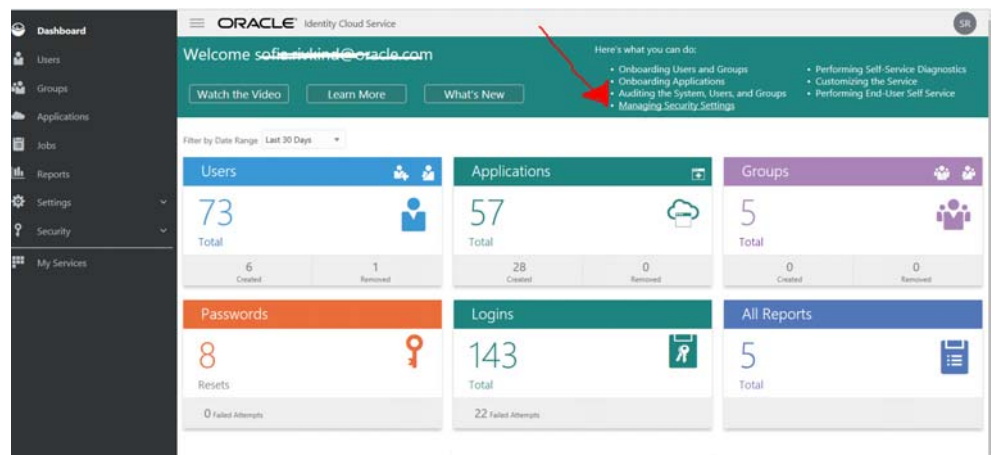 Dashboard
Users
Groups
Applications
Jobs
Reports
Settings
Security
My Services
ORACLE Identity Cloud Service
SR
Welcome sofia.rivkind@oracle.com
Watch the Video
Learn More
What's New
Here's what you can do:
• Onboarding Users and Groups
• Onboarding Applications
• Auditing the System, Users, and Groups
• Managing Security Settings
• Performing Self-Service Diagnostics
• Customizing the Service
• Performing End-User Self Service
Filter by Date Range Last 30 Days
Users
73
Total
6
Created
1
Removed
Applications
57
Total
28
Created
0
Removed
Groups
5
Total
0
Created
0
Removed
Passwords
8
Resets
0 Failed Attempts
Logins
143
Total
22 Failed Attempts
All Reports
5
Total